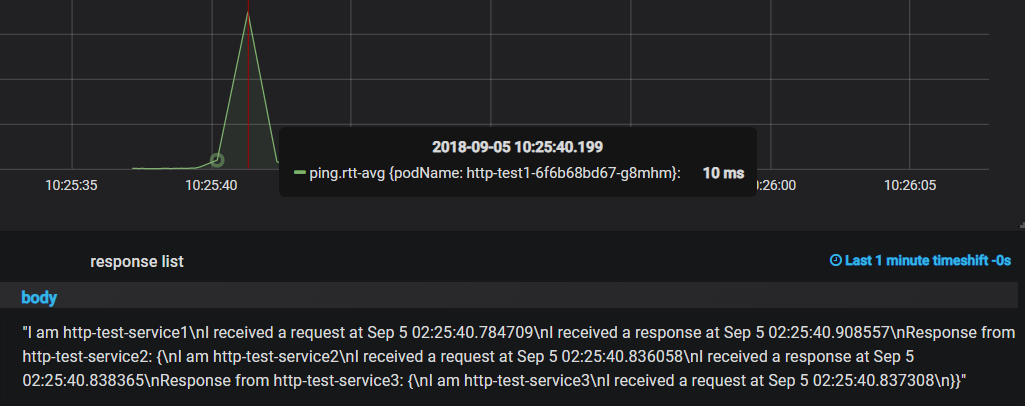 2018-09-05 10:25:40.199
ping.rtt-avg {podName: http-test1-6f6b68bd67-g8mhm}: 10 ms
10:25:35 10:25:40 :26:00 10:26:05
response list
Last 1 minute timeshift -0s
body
"I am http-test-service1\nI received a request at Sep 5 02:25:40.784709\nI received a response at Sep 5 02:25:40.908557\nResponse from
http-test-service2: {\nI am http-test-service2\nI received a request at Sep 5 02:25:40.836058\nI received a response at Sep 5
02:25:40.838365\nResponse from http-test-service3: {\nI am http-test-service3\nI received a request at Sep 5 02:25:40.837308\n}}"